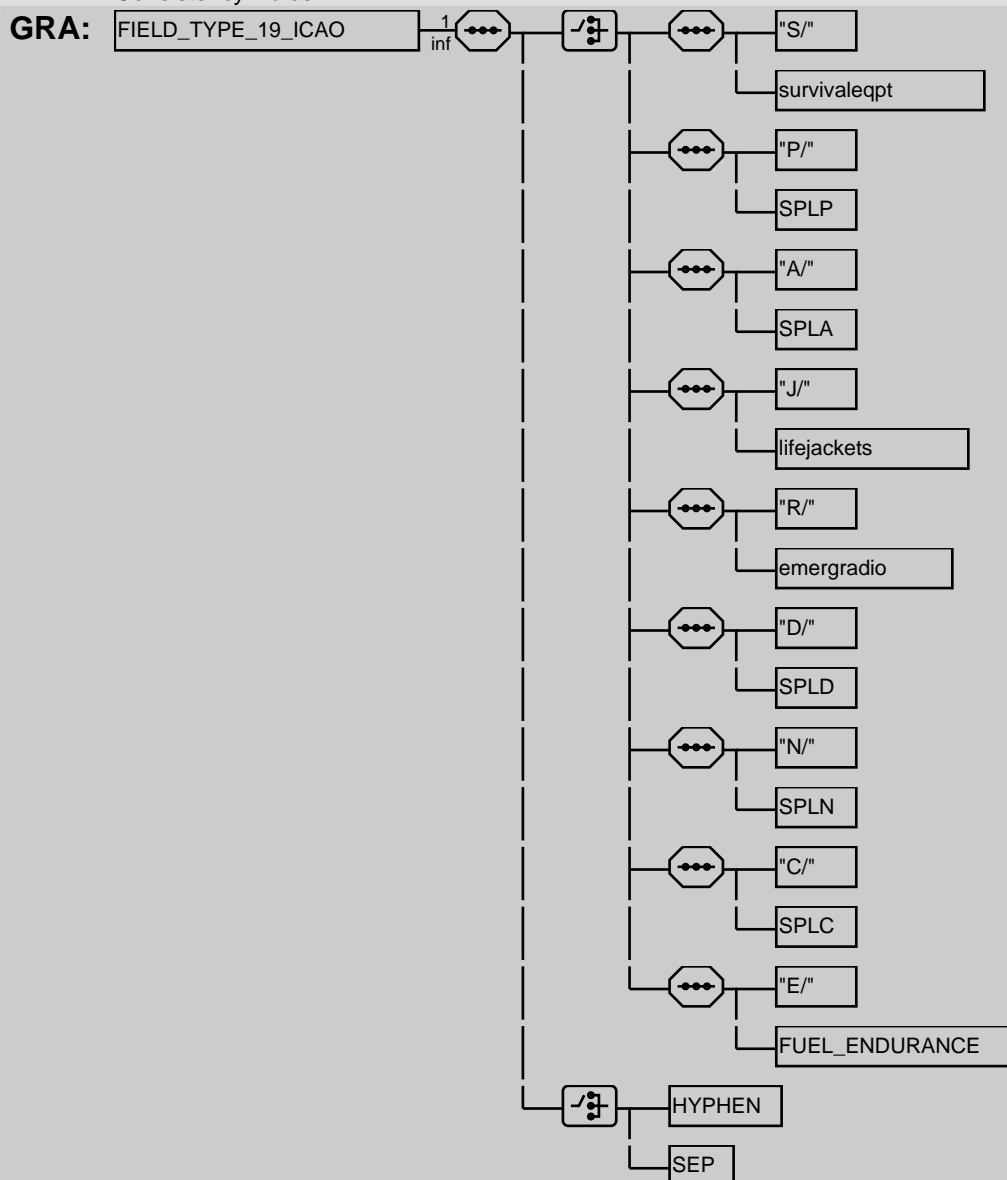 GRA:
FIELD_TYPE_19_ICAO
1
inf
"S/"
survivaleqpt
"P/"
SPLP
"A/"
SPLA
"J/"
lifejackets
"R/"
emergradio
"D/"
SPLD
"N/"
SPLN
"C/"
SPLC
"E/"
FUEL_ENDURANCE
HYPHEN
SEP